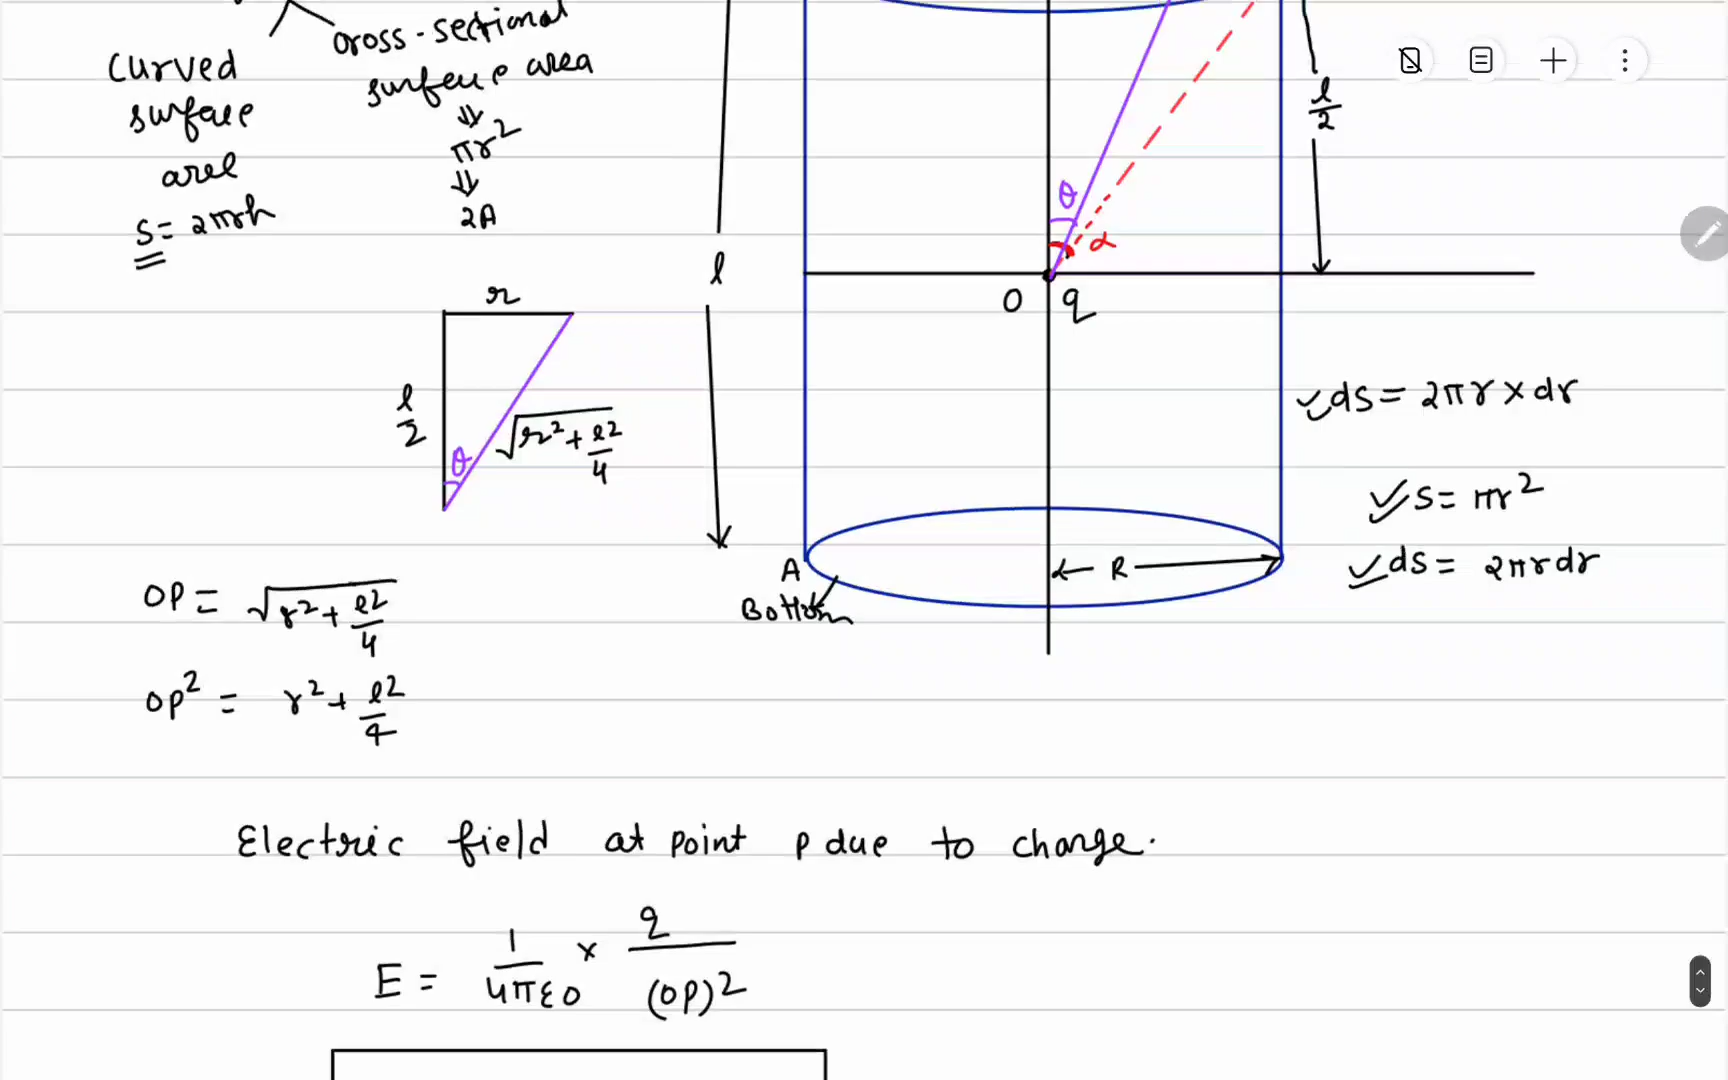 cross-sectional
surface area
⇓
πr²
⇓
2A
curved
surface
area
S = 2πrh
l/2
θ
α
l
O q
r
l/2
θ
√(r² + l²/4)
ds = 2πr × dr
S = πr²
ds = 2πrdr
A
R
Bottom
OP = √(r² + l²/4)
OP² = r² + l²/4
Electric field at point P due to charge.
E = 1/4πε0 × q/(OP)²